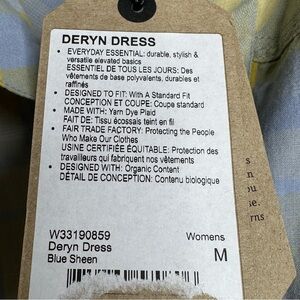 DERYN DRESS
• EVERYDAY ESSENTIAL: durable, stylish &
versatile elevated basics
ESSENTIEL DE TOUS LES JOURS: Des
vêtements de base polyvalents, durables et
raffinés
• DESIGNED TO FIT: With A Standard Fit
CONCEPTION ET COUPE: Coupe standard
• MADE WITH: Yarn Dye Plaid
FAIT DE: Tissu écossais teint en fil
• FAIR TRADE FACTORY: Protecting the People
Who Make Our Clothes
USINE CERTIFIÉE ÉQUITABLE: Protection des
travailleurs qui fabriquent nos vêtements
• DESIGNED WITH: Organic Content
DÉTAIL DE CONCEPTION: Contenu biologique
W33190859
Womens
Deryn Dress
M
Blue Sheen